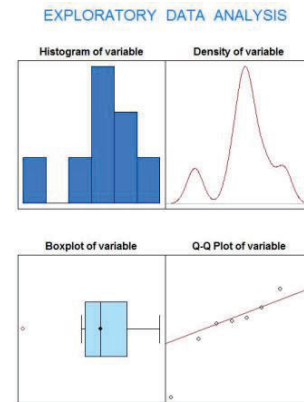 EXPLORATORY DATA ANALYSIS
Histogram of variable
Density of variable
Boxplot of variable
Q-Q Plot of variable